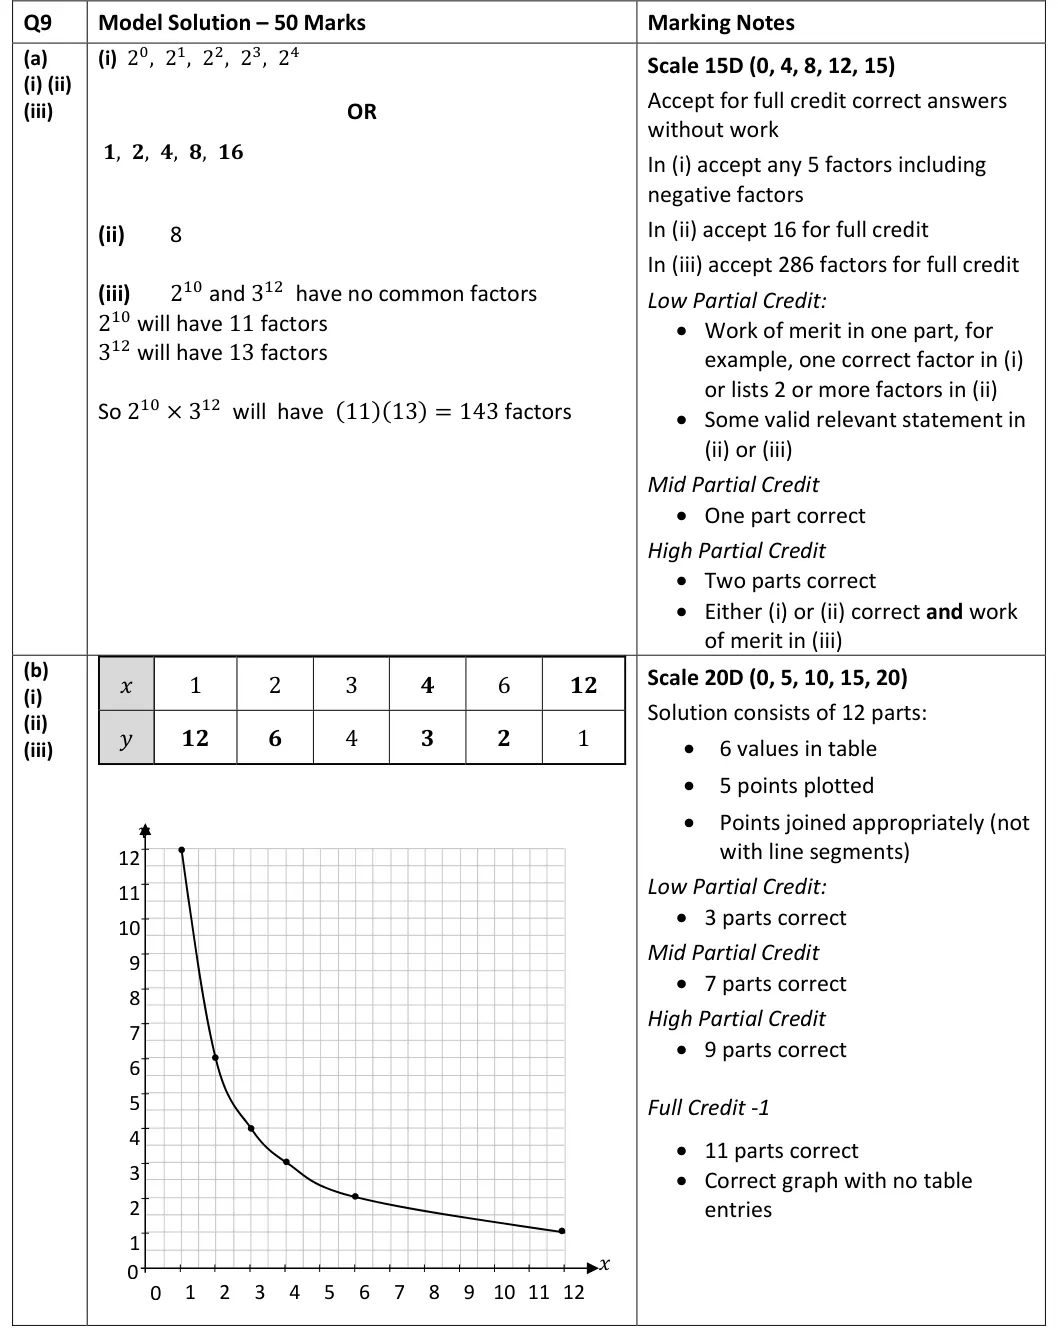 Q9
Model Solution – 50 Marks
Marking Notes
(a)
(i) (ii)
(iii)
(i) 2⁰, 2¹, 2², 2³, 2⁴
OR
1, 2, 4, 8, 16
(ii) 8
(iii) 2¹⁰ and 3¹² have no common factors
2¹⁰ will have 11 factors
3¹² will have 13 factors
So 2¹⁰ × 3¹² will have (11)(13) = 143 factors
Scale 15D (0, 4, 8, 12, 15)
Accept for full credit correct answers
without work
In (i) accept any 5 factors including
negative factors
In (ii) accept 16 for full credit
In (iii) accept 286 factors for full credit
Low Partial Credit:
• Work of merit in one part, for
example, one correct factor in (i)
or lists 2 or more factors in (ii)
• Some valid relevant statement in
(ii) or (iii)
Mid Partial Credit
• One part correct
High Partial Credit
• Two parts correct
• Either (i) or (ii) correct and work
of merit in (iii)
(b)
(i)
(ii)
(iii)
x 1 2 3 4 6 12
y 12 6 4 3 2 1
12
11
10
9
8
7
6
5
4
3
2
1
0
x
0 1 2 3 4 5 6 7 8 9 10 11 12
Scale 20D (0, 5, 10, 15, 20)
Solution consists of 12 parts:
• 6 values in table
• 5 points plotted
• Points joined appropriately (not
with line segments)
Low Partial Credit:
• 3 parts correct
Mid Partial Credit
• 7 parts correct
High Partial Credit
• 9 parts correct
Full Credit -1
• 11 parts correct
• Correct graph with no table
entries